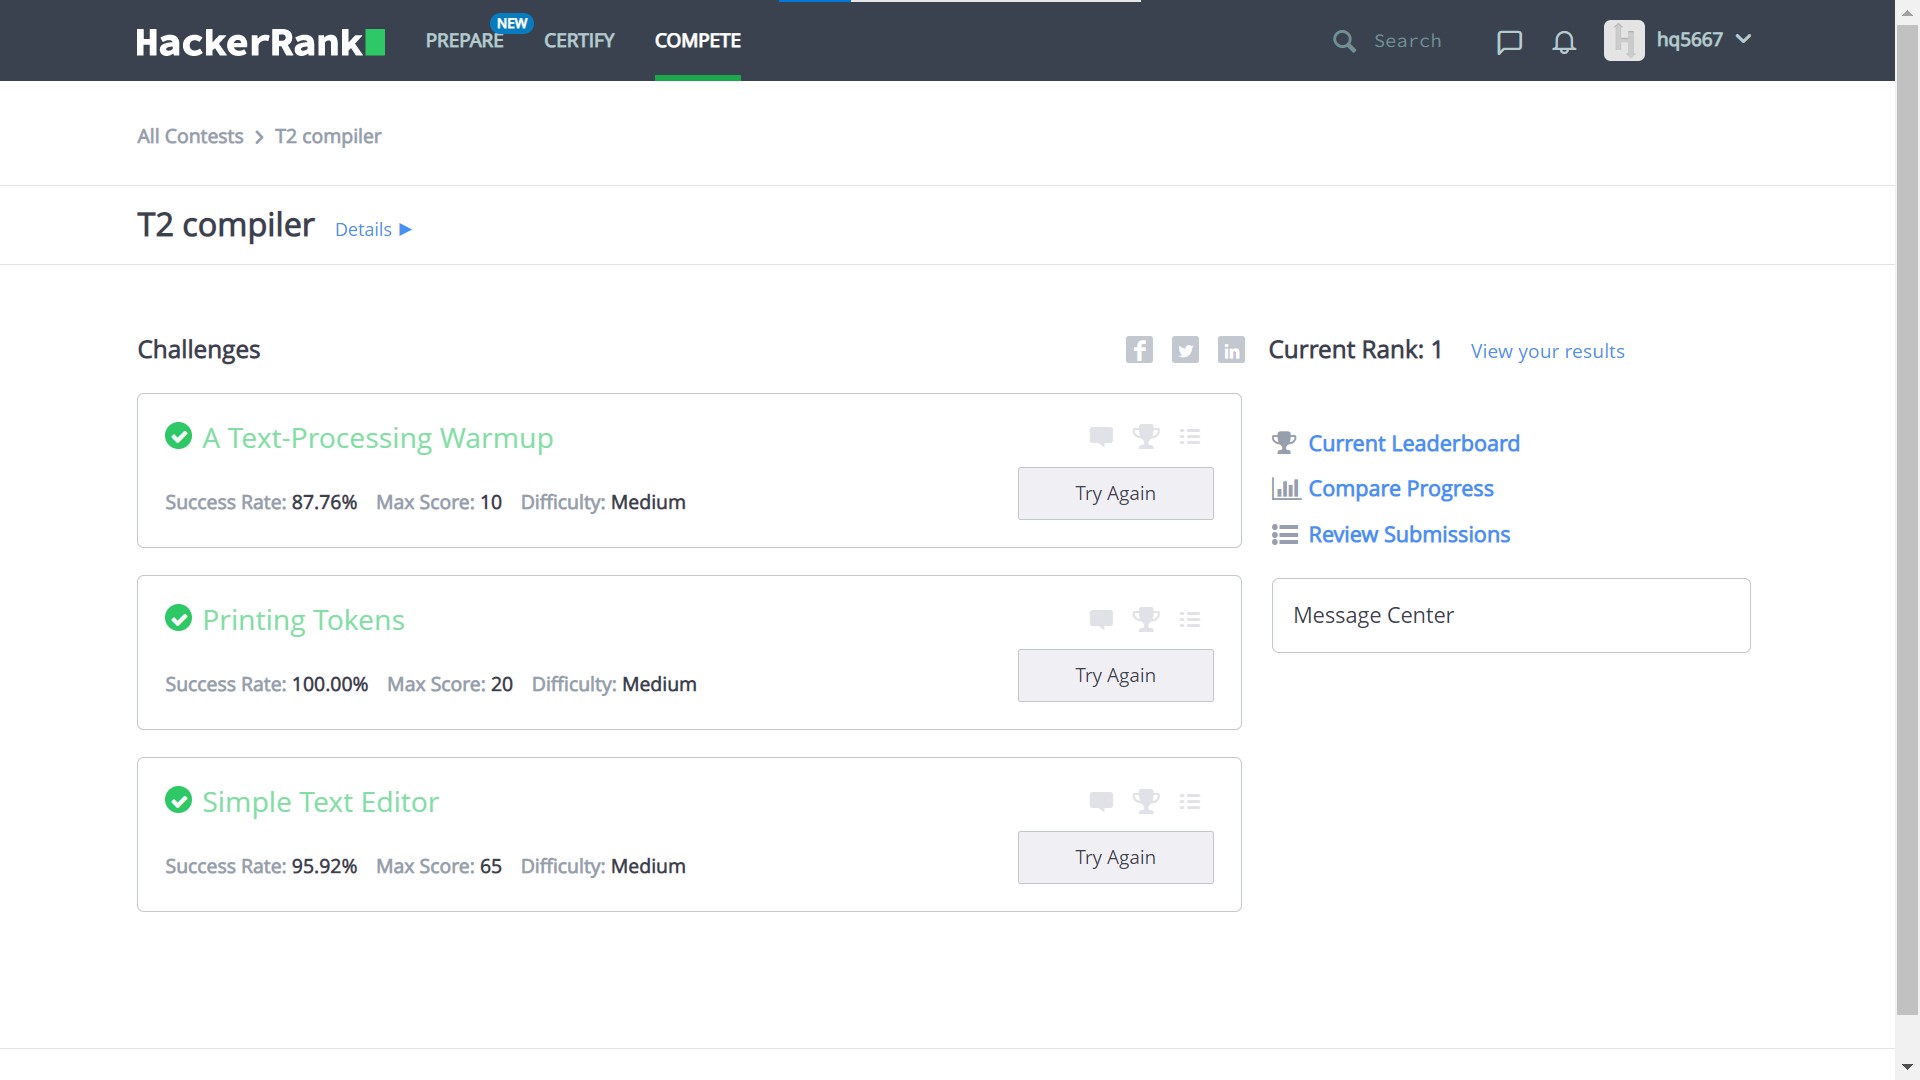 HackerRank PREPARE NEW CERTIFY COMPETE Search hq5667
All Contests > T2 compiler
T2 compiler Details ▶
Challenges
Current Rank: 1 View your results
A Text-Processing Warmup
Success Rate: 87.76% Max Score: 10 Difficulty: Medium
Try Again
Printing Tokens
Success Rate: 100.00% Max Score: 20 Difficulty: Medium
Try Again
Simple Text Editor
Success Rate: 95.92% Max Score: 65 Difficulty: Medium
Try Again
Current Leaderboard
Compare Progress
Review Submissions
Message Center